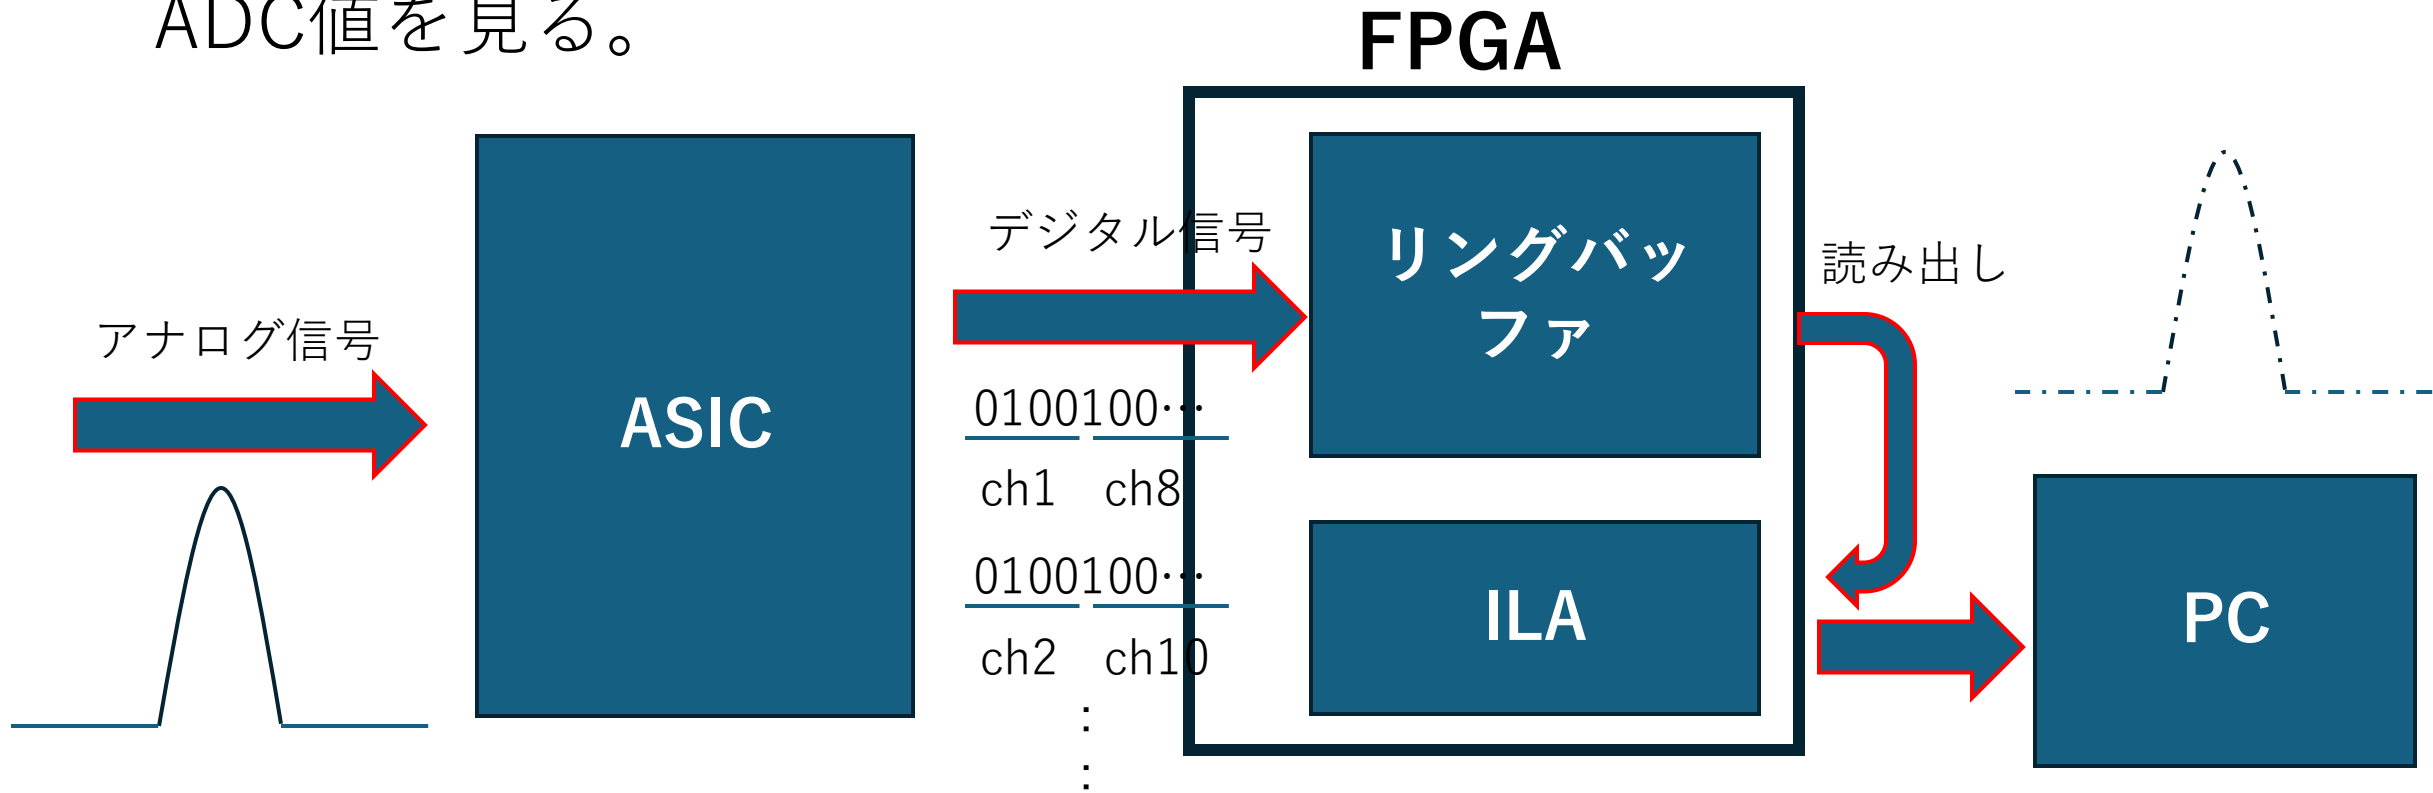 ADC値を見る。
FPGA
アナログ信号
ASIC
デジタル信号
0100100…
ch1 ch8
0100100…
ch2 ch10
:
:
リングバッ
ファ
ILA
読み出し
PC